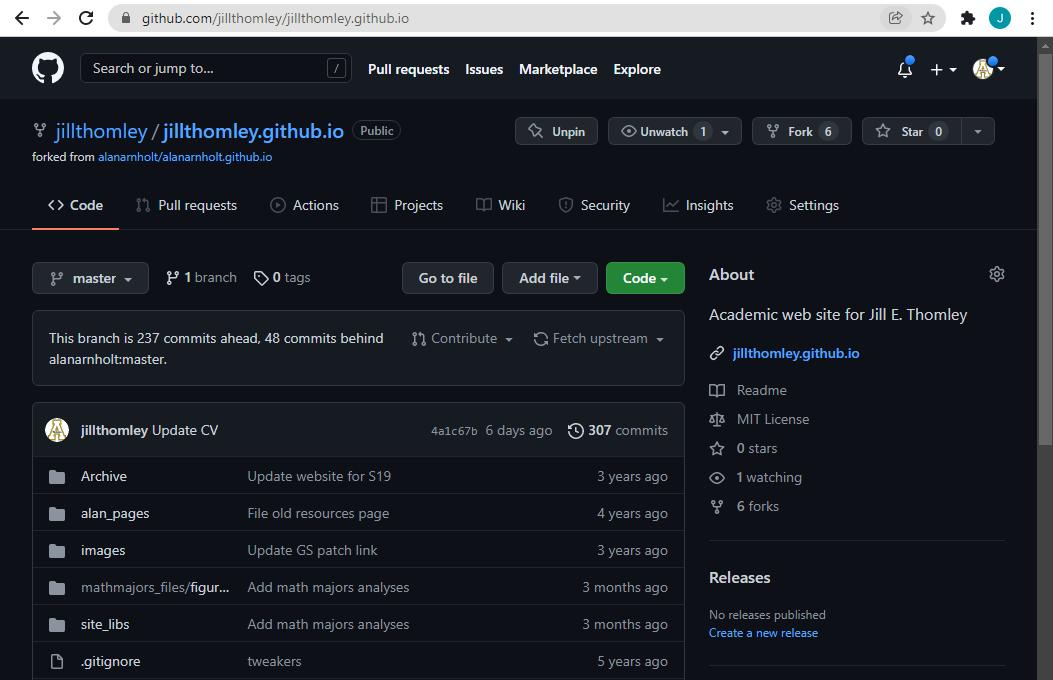 github.com/jillthomley/jillthomley.github.io
J
Search or jump to...
/
Pull requests Issues Marketplace Explore
jillthomley / jillthomley.github.io Public
forked from alanarnholt/alanarnholt.github.io
Unpin Unwatch 1 Fork 6 Star 0
Code Pull requests Actions Projects Wiki Security Insights Settings
master 1 branch 0 tags Go to file Add file Code
This branch is 237 commits ahead, 48 commits behind
alanarnholt:master.
Contribute Fetch upstream
jillthomley Update CV 4a1c67b 6 days ago 307 commits
Archive Update website for S19 3 years ago
alan_pages File old resources page 4 years ago
images Update GS patch link 3 years ago
mathmajors_files/figur... Add math majors analyses 3 months ago
site_libs Add math majors analyses 3 months ago
.gitignore tweakers 5 years ago
About
Academic web site for Jill E. Thomley
jillthomley.github.io
Readme
MIT License
0 stars
1 watching
6 forks
Releases
No releases published
Create a new release